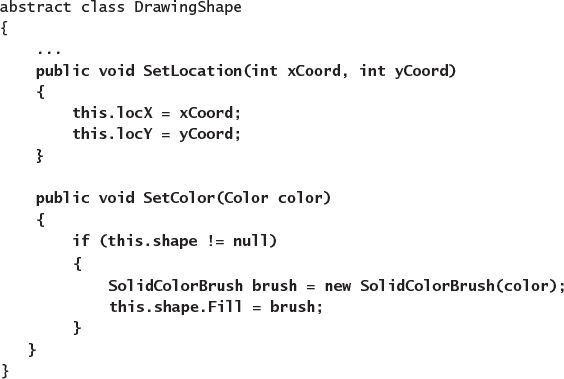 abstract class DrawingShape
{
    ...
    public void SetLocation(int xCoord, int yCoord)
    {
        this.locX = xCoord;
        this.locY = yCoord;
    }

    public void SetColor(Color color)
    {
        if (this.shape != null)
        {
            SolidColorBrush brush = new SolidColorBrush(color);
            this.shape.Fill = brush;
        }
   }
}